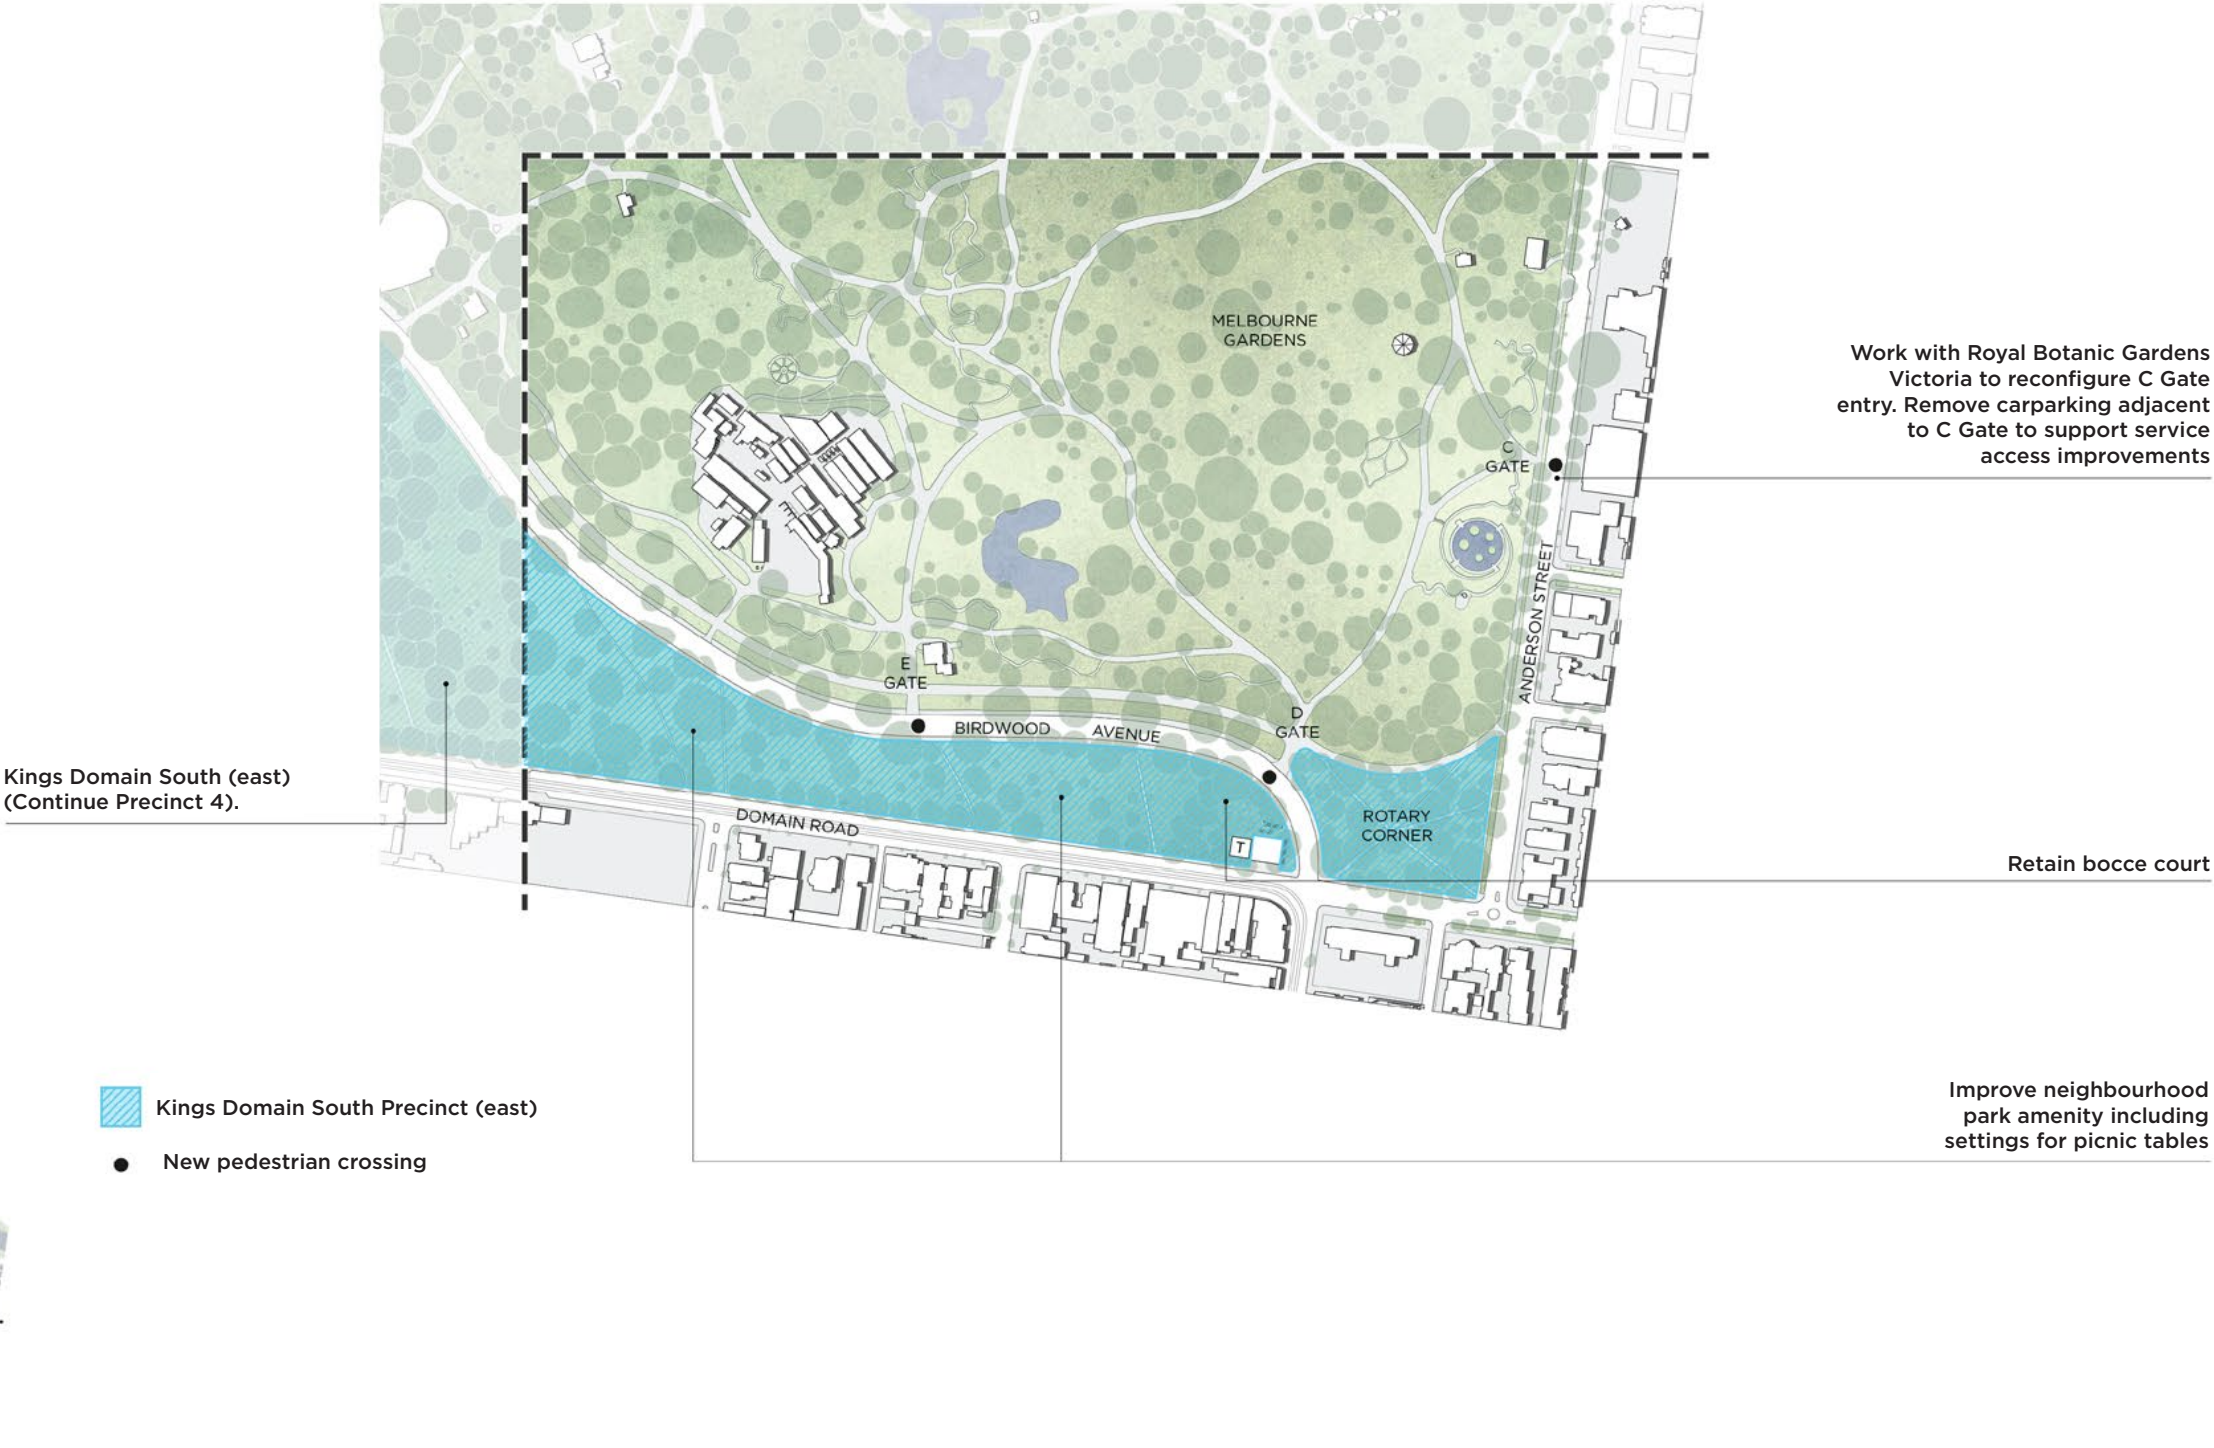 MELBOURNE
GARDENS
Work with Royal Botanic Gardens
Victoria to reconfigure C Gate
entry. Remove carparking adjacent
to C Gate to support service
access improvements
C
GATE
ANDERSON STREET
E
GATE
D
GATE
BIRDWOOD AVENUE
Kings Domain South (east)
(Continue Precinct 4).
DOMAIN ROAD
ROTARY
CORNER
T
Retain bocce court
Improve neighbourhood
park amenity including
settings for picnic tables
Kings Domain South Precinct (east)
New pedestrian crossing